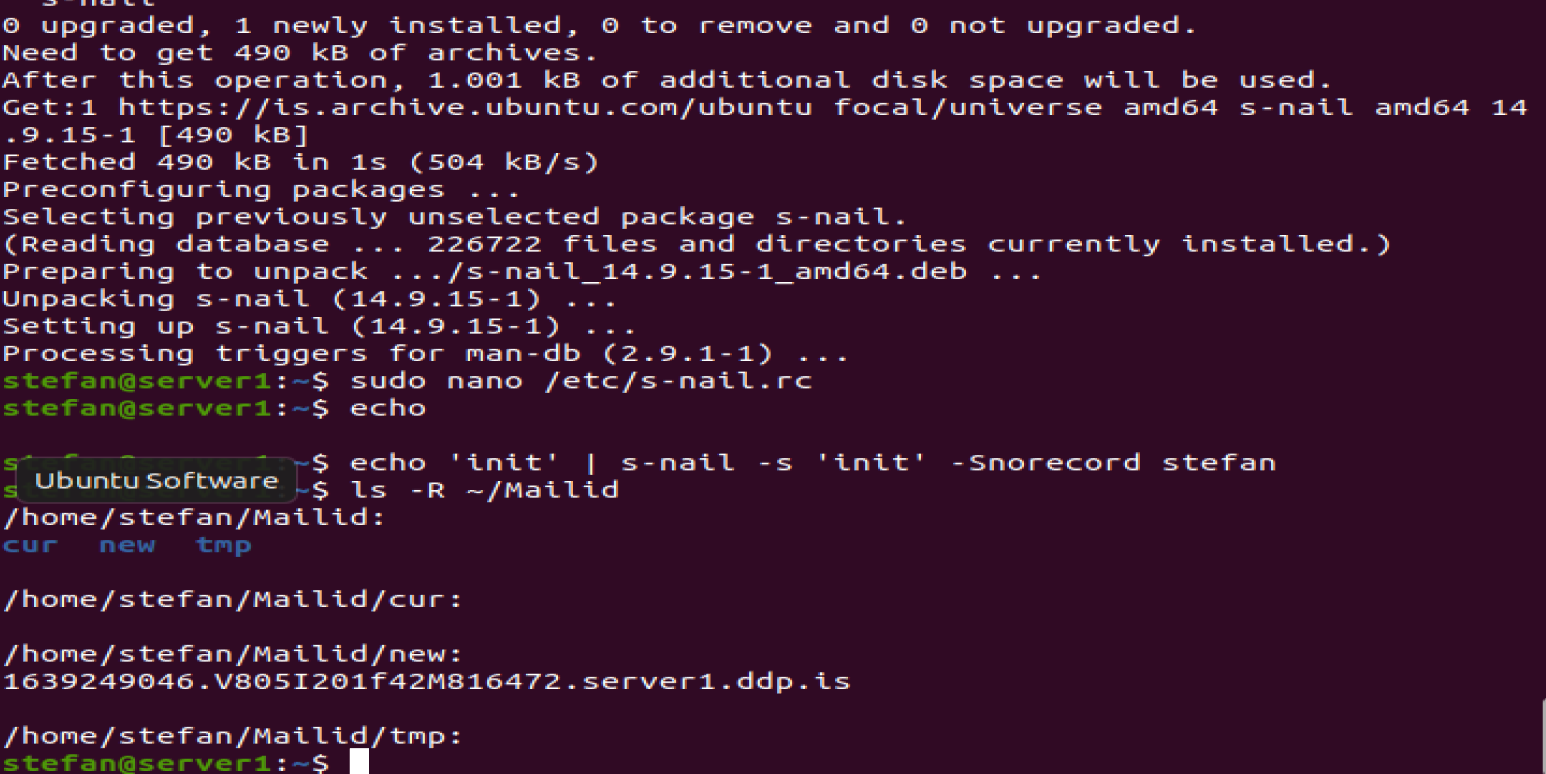 s-nail
0 upgraded, 1 newly installed, 0 to remove and 0 not upgraded.
Need to get 490 kB of archives.
After this operation, 1.001 kB of additional disk space will be used.
Get:1 https://is.archive.ubuntu.com/ubuntu focal/universe amd64 s-nail amd64 14
.9.15-1 [490 kB]
Fetched 490 kB in 1s (504 kB/s)
Preconfiguring packages ...
Selecting previously unselected package s-nail.
(Reading database ... 226722 files and directories currently installed.)
Preparing to unpack .../s-nail_14.9.15-1_amd64.deb ...
Unpacking s-nail (14.9.15-1) ...
Setting up s-nail (14.9.15-1) ...
Processing triggers for man-db (2.9.1-1) ...
stefan@server1:~$ sudo nano /etc/s-nail.rc
stefan@server1:~$ echo
stefan@server1:~$ echo 'init' | s-nail -s 'init' -Snorecord stefan
Ubuntu Software
~$ ls -R ~/Mailid
/home/stefan/Mailid:
cur new tmp
/home/stefan/Mailid/cur:
/home/stefan/Mailid/new:
1639249046.V805I201f42M816472.server1.ddp.is
/home/stefan/Mailid/tmp:
stefan@server1:~$